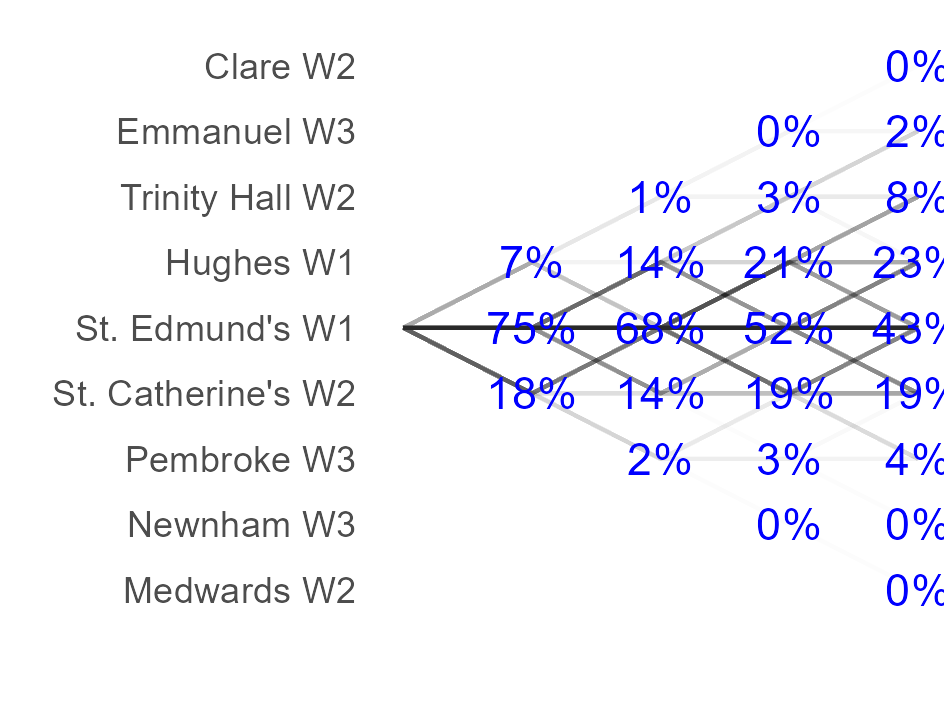 Clare W2 0%
Emmanuel W3 0% 2%
Trinity Hall W2 1% 3% 8%
Hughes W1 7% 14% 21% 23%
St. Edmund's W1 75% 68% 52% 43%
St. Catherine's W2 18% 14% 19% 19%
Pembroke W3 2% 3% 4%
Newnham W3 0% 0%
Medwards W2 0%